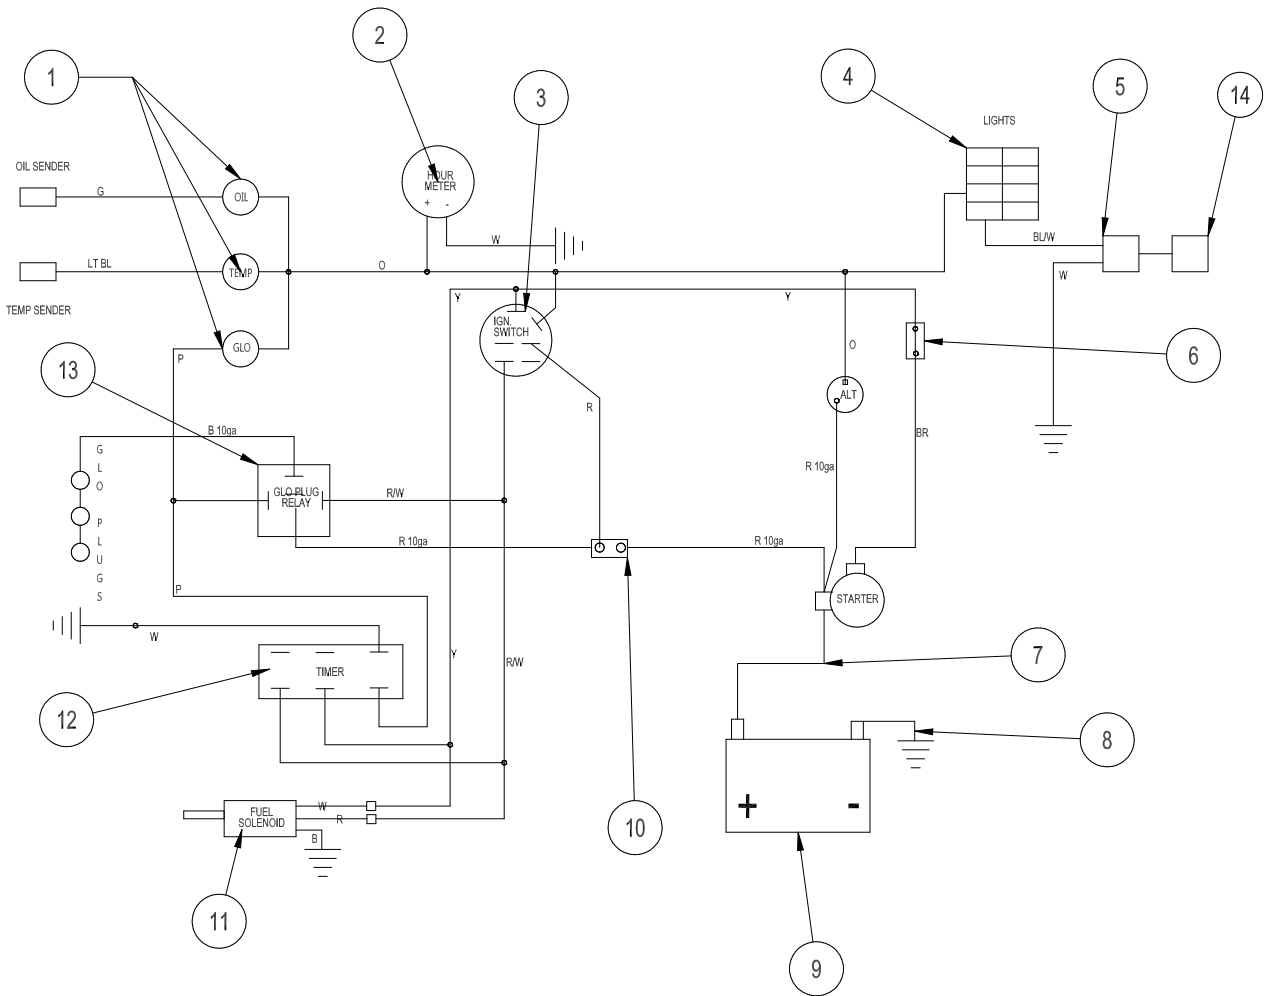 2
1
3
4
5
14
LIGHTS
OIL SENDER
G
OIL
HOUR
METER
+ -
W
BL/W
LT BL
TEMP
O
W
TEMP SENDER
Y
Y
IGN.
SWITCH
P
GLO
O
6
13
ALT
R
B 10ga
BR
GLO PLUGS
R 10ga
GLO PLUG
RELAY
R/W
R 10ga
R 10ga
P
STARTER
W
Y
R/W
7
TIMER
12
8
+ -
W
FUEL
SOLENOID
R
B
10
11
9